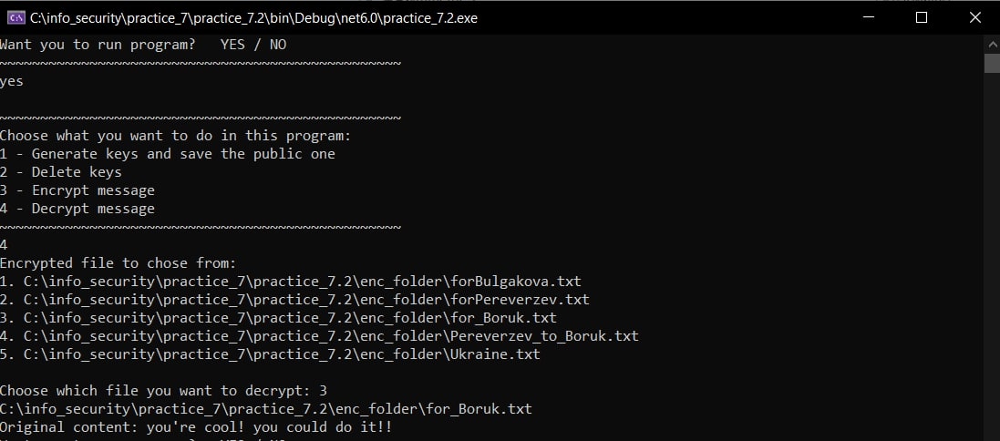 C:\info_security\practice_7\practice_7.2\bin\Debug\net6.0\practice_7.2.exe
Want you to run program?   YES / NO
~~~~~~~~~~~~~~~~~~~~~~~~~~~~~~~~~~~~~~~~~~~~~~~~~
yes
~~~~~~~~~~~~~~~~~~~~~~~~~~~~~~~~~~~~~~~~~~~~~~~~~
Choose what you want to do in this program:
1 - Generate keys and save the public one
2 - Delete keys
3 - Encrypt message
4 - Decrypt message
~~~~~~~~~~~~~~~~~~~~~~~~~~~~~~~~~~~~~~~~~~~~~~~~~
4
Encrypted file to chose from:
1. C:\info_security\practice_7\practice_7.2\enc_folder\forBulgakova.txt
2. C:\info_security\practice_7\practice_7.2\enc_folder\forPereverzev.txt
3. C:\info_security\practice_7\practice_7.2\enc_folder\for_Boruk.txt
4. C:\info_security\practice_7\practice_7.2\enc_folder\Pereverzev_to_Boruk.txt
5. C:\info_security\practice_7\practice_7.2\enc_folder\Ukraine.txt
Choose which file you want to decrypt: 3
C:\info_security\practice_7\practice_7.2\enc_folder\for_Boruk.txt
Original content: you're cool! you could do it!!